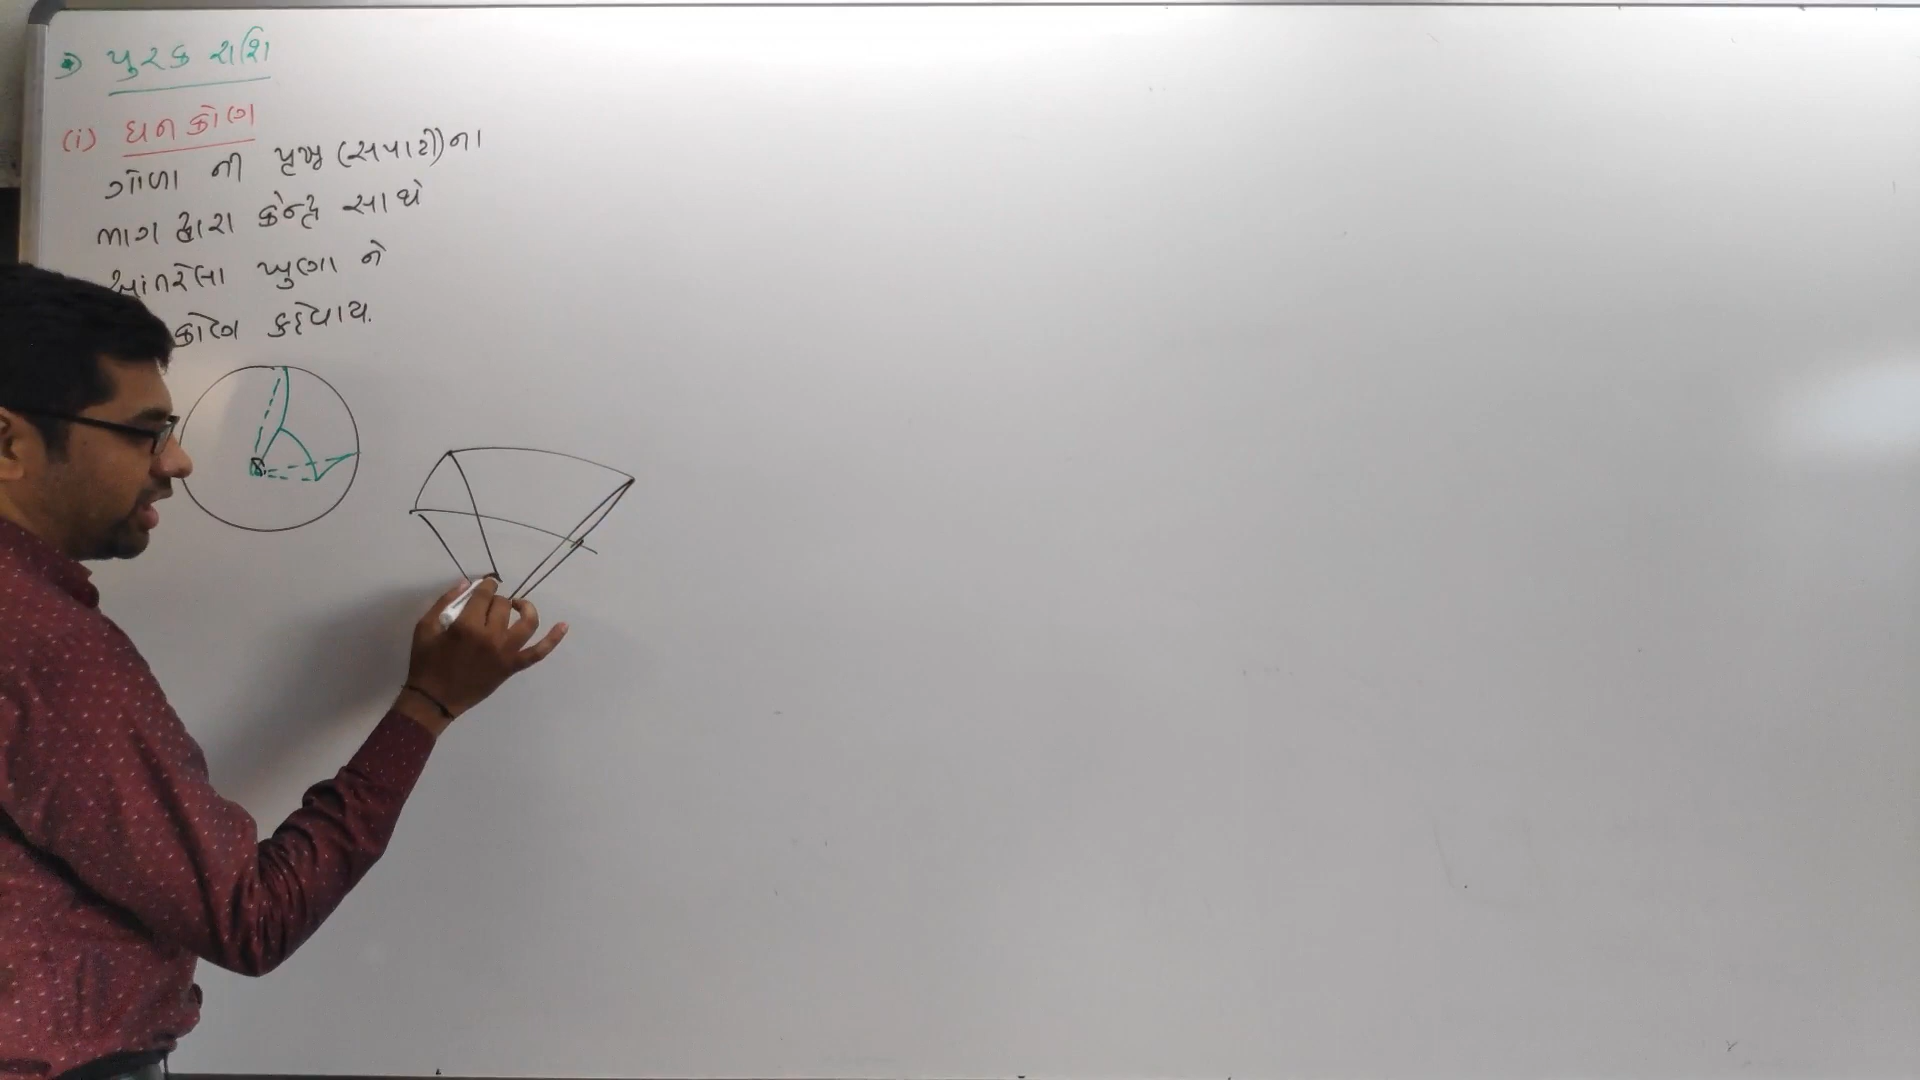 પુરક રાશિ
(i) ઘનકોણ
ગોળા ની પૃષ્ઠ (સપાટી)ના
ભાગ દ્વારા કેન્દ્ર સાથે
આંતરેલા ખુણા ને
કોણ કહેવાય.